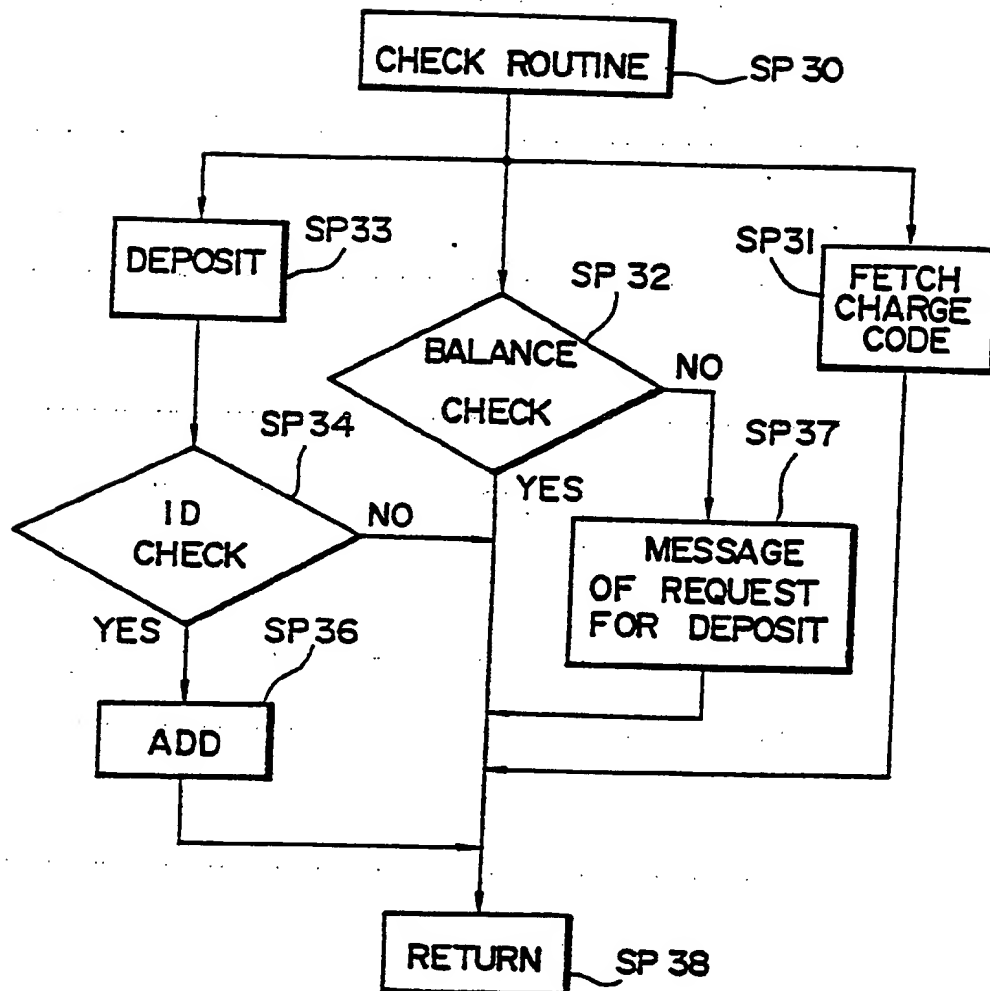 CHECK ROUTINE
SP 30
DEPOSIT
SP33
SP 32
SP31
FETCH
CHARGE
CODE
BALANCE
CHECK
NO
YES
SP34
ID
CHECK
NO
YES
SP37
MESSAGE
OF REQUEST
FOR DEPOSIT
SP36
ADD
RETURN
SP 38